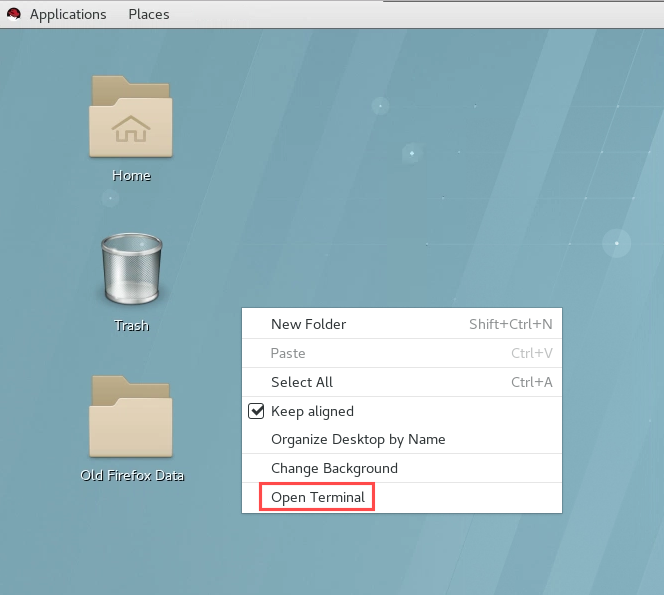 Applications Places
Home
Trash
Old Firefox Data
New Folder Shift+Ctrl+N
Paste Ctrl+V
Select All Ctrl+A
Keep aligned
Organize Desktop by Name
Change Background
Open Terminal